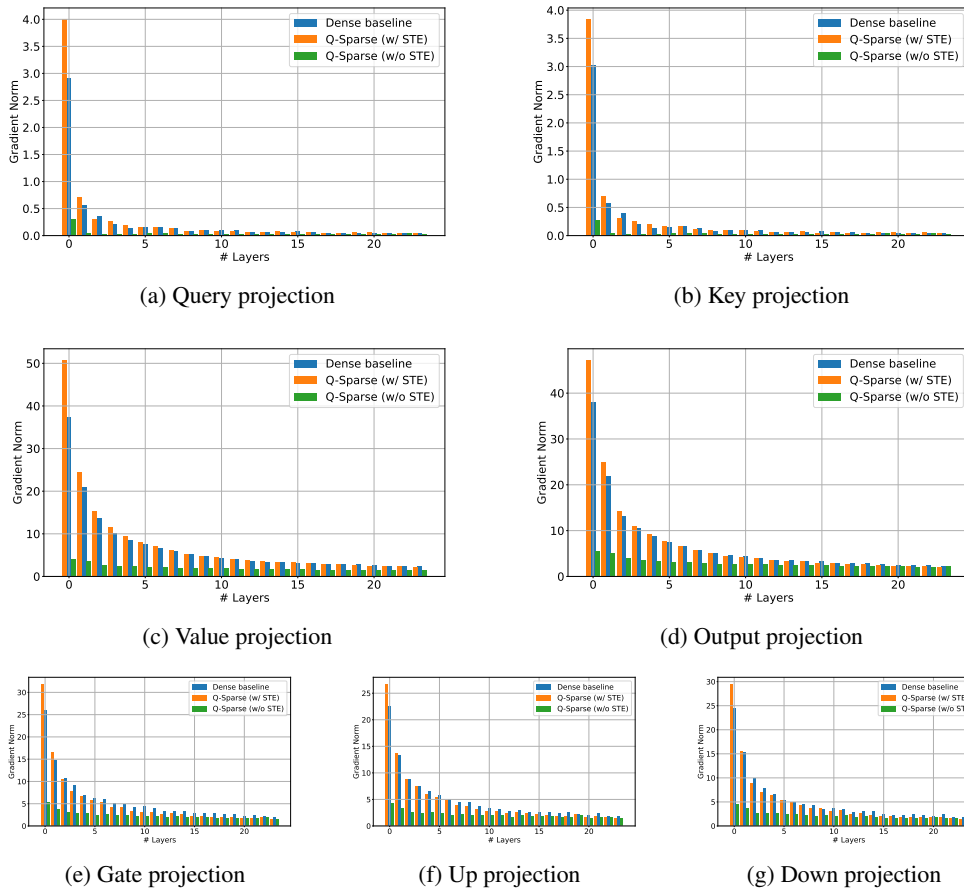 4.0
3.5
3.0
2.5
2.0
1.5
1.0
0.5
0.0
Gradient Norm
Dense baseline
Q-Sparse (w/ STE)
Q-Sparse (w/o STE)
0 5 10 15 20
# Layers
(a) Query projection
4.0
3.5
3.0
2.5
2.0
1.5
1.0
0.5
0.0
Gradient Norm
Dense baseline
Q-Sparse (w/ STE)
Q-Sparse (w/o STE)
0 5 10 15 20
# Layers
(b) Key projection
50
40
30
20
10
0
Gradient Norm
Dense baseline
Q-Sparse (w/ STE)
Q-Sparse (w/o STE)
0 5 10 15 20
# Layers
(c) Value projection
40
30
20
10
0
Gradient Norm
Dense baseline
Q-Sparse (w/ STE)
Q-Sparse (w/o STE)
0 5 10 15 20
# Layers
(d) Output projection
30
25
20
15
10
5
0
Gradient Norm
Dense baseline
Q-Sparse (w/ STE)
Q-Sparse (w/o STE)
0 5 10 15 20
# Layers
(e) Gate projection
25
20
15
10
5
0
Gradient Norm
Dense baseline
Q-Sparse (w/ STE)
Q-Sparse (w/o STE)
0 5 10 15 20
# Layers
(f) Up projection
30
25
20
15
10
5
0
Gradient Norm
Dense baseline
Q-Sparse (w/ STE)
Q-Sparse (w/o STE)
0 5 10 15 20
# Layers
(g) Down projection